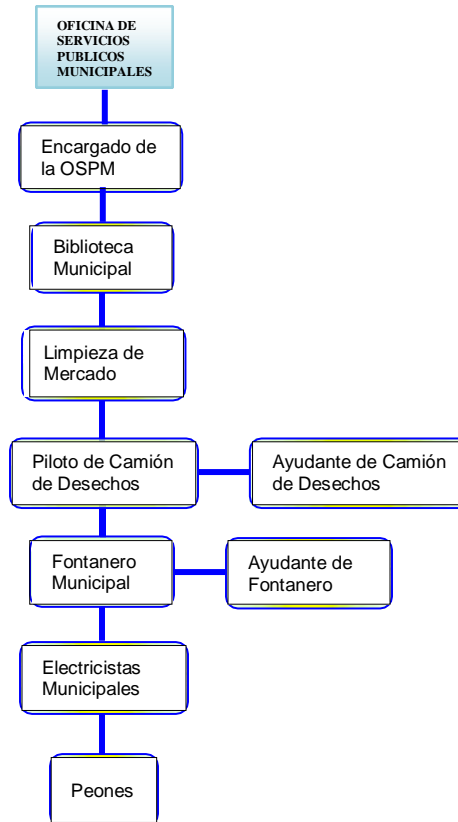 OFICINA DE
SERVICIOS
PUBLICOS
MUNICIPALES
Encargado de
la OSPM
Biblioteca
Municipal
Limpieza de
Mercado
Piloto de Camión
de Desechos
Ayudante de Camión
de Desechos
Fontanero
Municipal
Ayudante de
Fontanero
Electricistas
Municipales
Peones